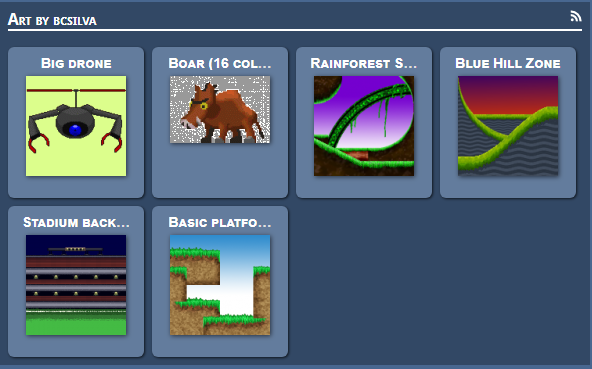 Art by bcsilva
Big drone
Boar (16 col...
Rainforest S...
Blue Hill Zone
Stadium back...
Basic platfo...